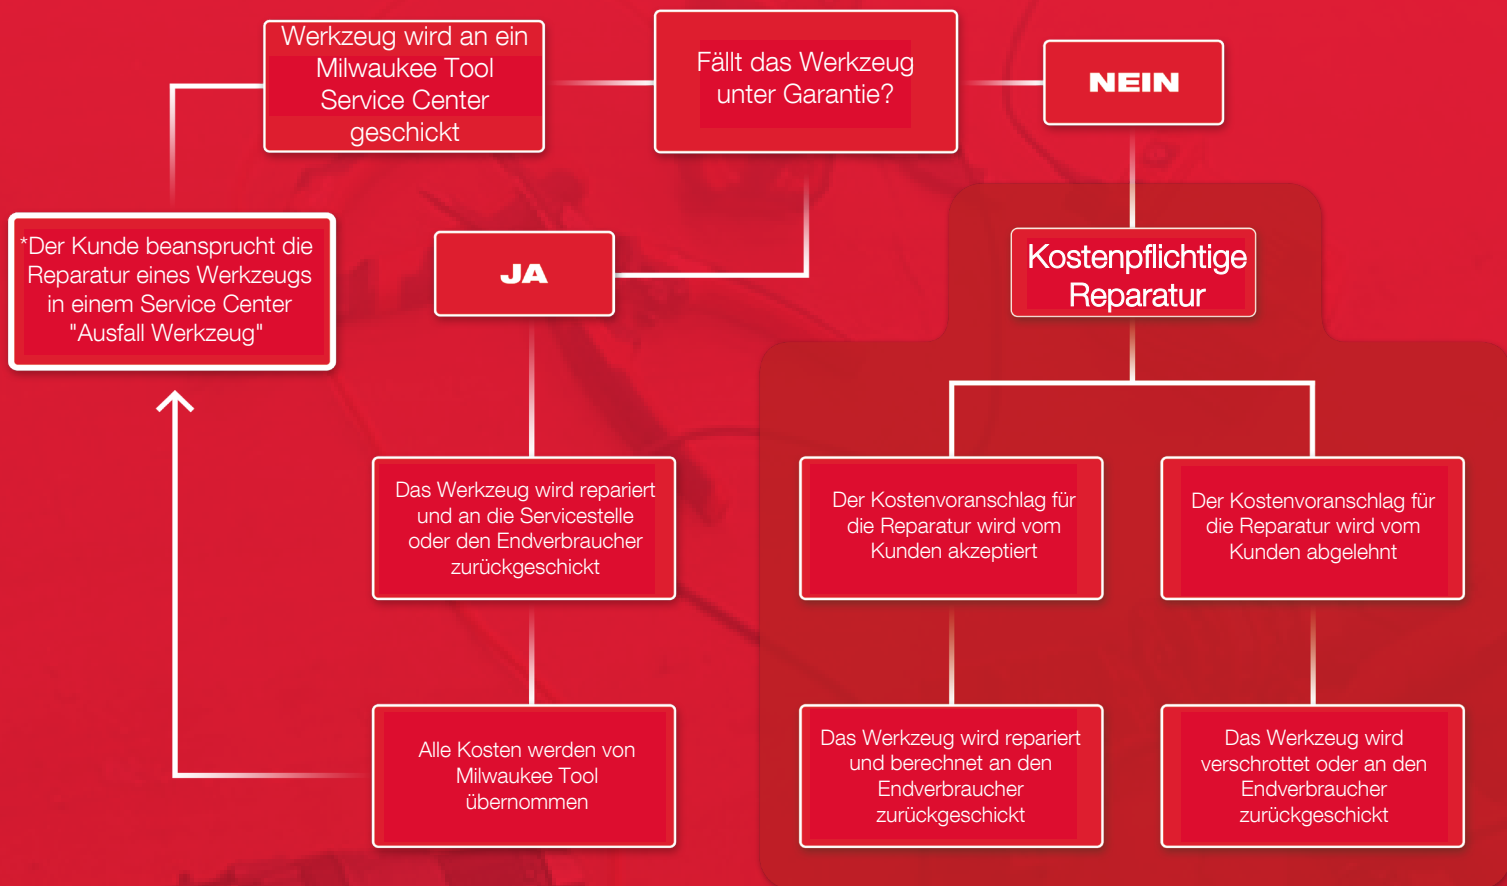 Werkzeug wird an ein
Milwaukee Tool
Service Center
geschickt
Fällt das Werkzeug
unter Garantie?
NEIN
*Der Kunde beansprucht die
Reparatur eines Werkzeugs
in einem Service Center
"Ausfall Werkzeug"
JA
Kostenpflichtige
Reparatur
Das Werkzeug wird repariert
und an die Servicestelle
oder den Endverbraucher
zurückgeschickt
Der Kostenvoranschlag für
die Reparatur wird vom
Kunden akzeptiert
Der Kostenvoranschlag für
die Reparatur wird vom
Kunden abgelehnt
Alle Kosten werden von
Milwaukee Tool
übernommen
Das Werkzeug wird repariert
und berechnet an den
Endverbraucher
zurückgeschickt
Das Werkzeug wird
verschrottet oder an den
Endverbraucher
zurückgeschickt